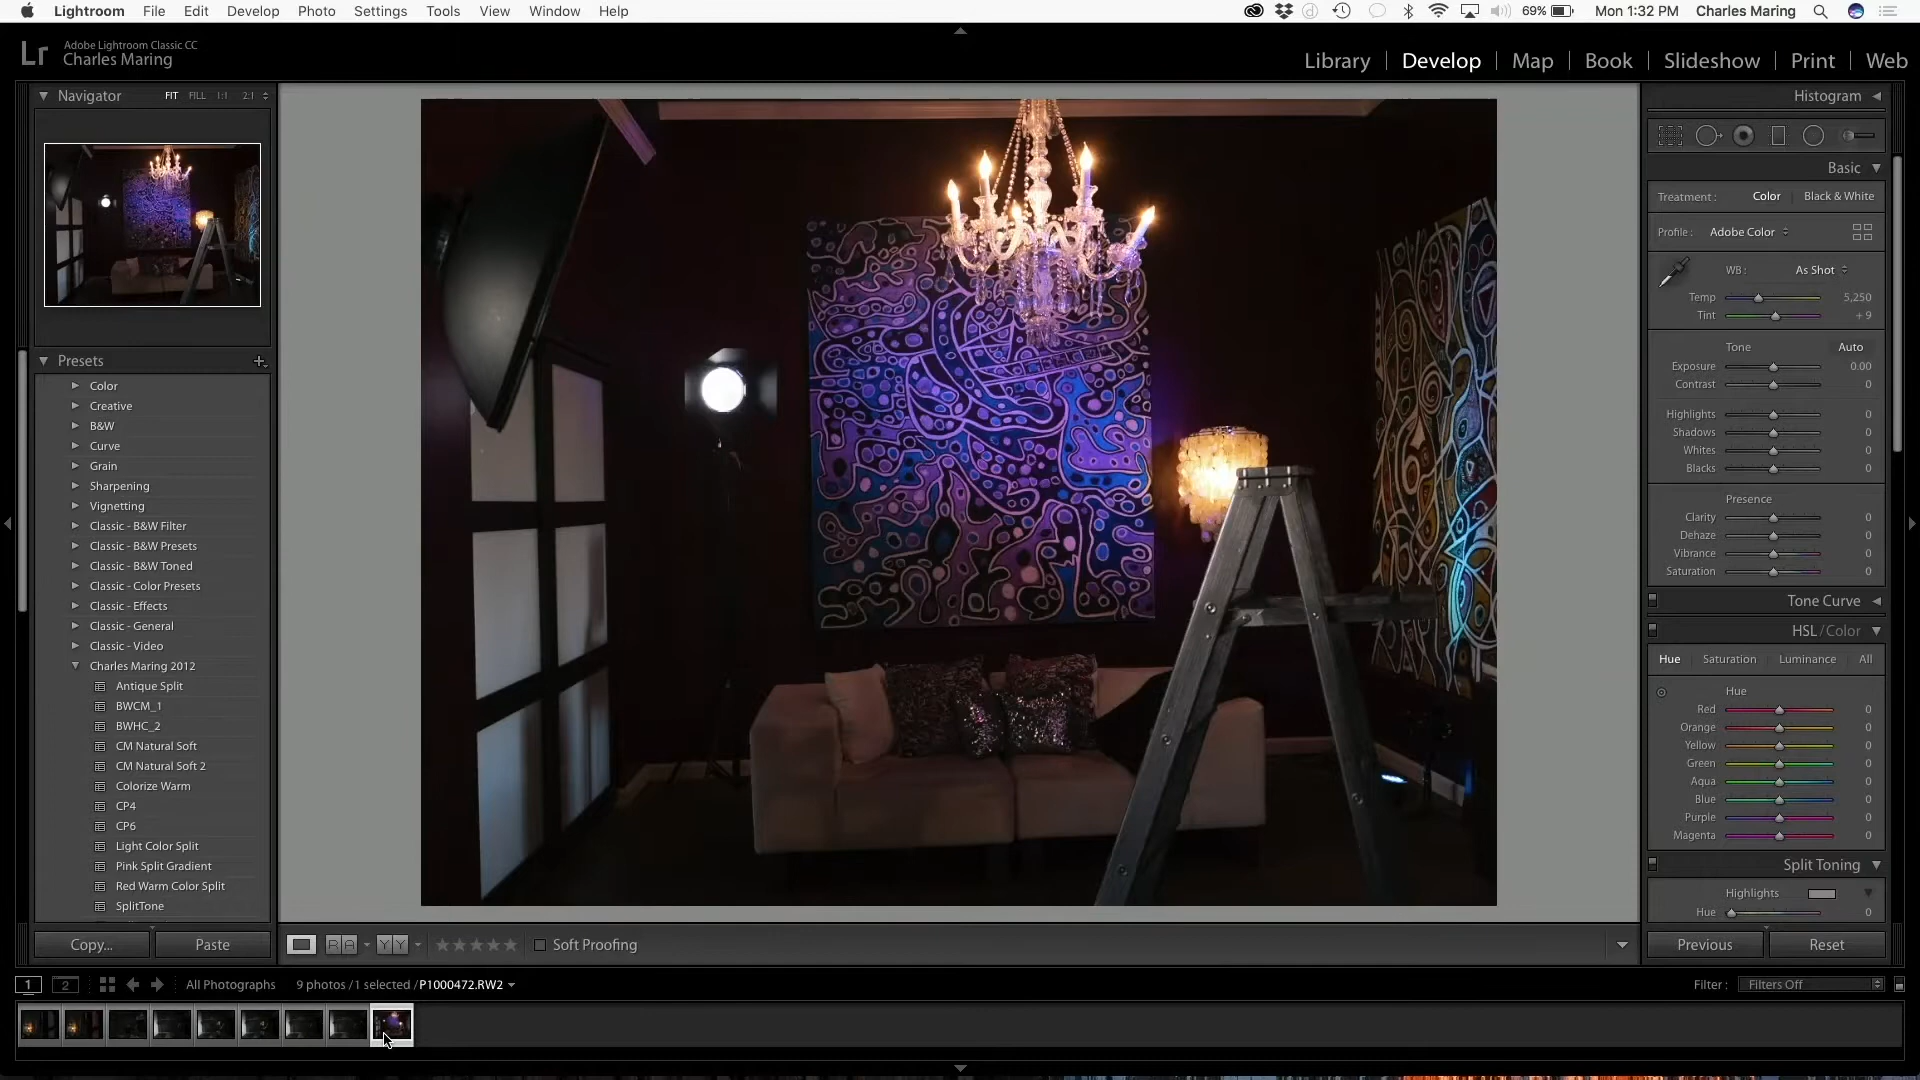 Lightroom File Edit Develop Photo Settings Tools View Window Help 69% Mon 1:32 PM Charles Maring
Lr Adobe Lightroom Classic CC
Charles Maring
Library Develop Map Book Slideshow Print Web
Navigator FIT FILL 1:1 2:1
Presets
Color
Creative
B&W
Curve
Grain
Sharpening
Vignetting
Classic - B&W Filter
Classic - B&W Presets
Classic - B&W Toned
Classic - Color Presets
Classic - Effects
Classic - General
Classic - Video
Charles Maring 2012
Antique Split
BWCM_1
BWHC_2
CM Natural Soft
CM Natural Soft 2
Colorize Warm
CP4
CP6
Light Color Split
Pink Split Gradient
Red Warm Color Split
SplitTone
Copy... Paste
Histogram
Basic
Treatment : Color Black & White
Profile : Adobe Color
WB : As Shot
Temp 5,250
Tint + 9
Tone Auto
Exposure 0.00
Contrast 0
Highlights 0
Shadows 0
Whites 0
Blacks 0
Presence
Clarity 0
Dehaze 0
Vibrance 0
Saturation 0
Tone Curve
HSL / Color
Hue Saturation Luminance All
Hue
Red 0
Orange 0
Yellow 0
Green 0
Aqua 0
Blue 0
Purple 0
Magenta 0
Split Toning
Highlights
Hue 0
Previous Reset
R A Y Y Soft Proofing
1 2 All Photographs 9 photos / 1 selected / P1000472.RW2 Filter : Filters Off